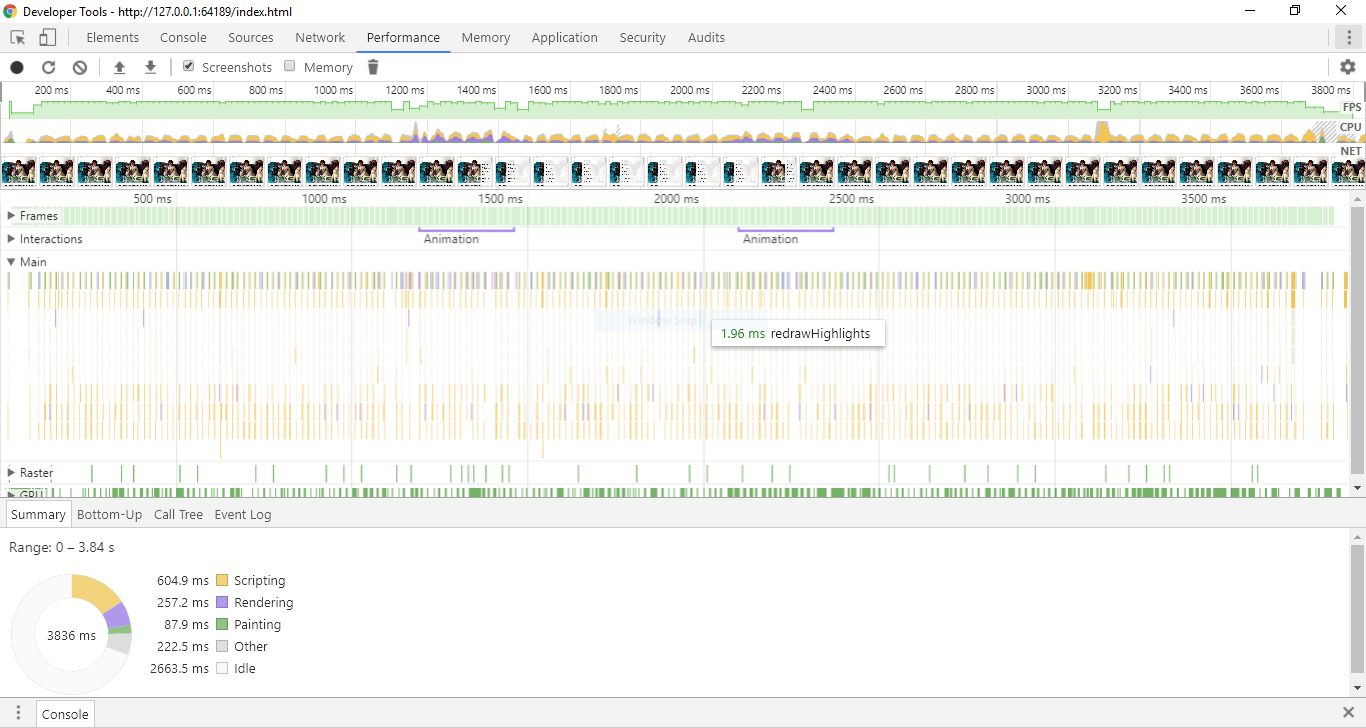 Developer Tools - http://127.0.0.1:64189/index.html
Elements Console Sources Network Performance Memory Application Security Audits
Screenshots Memory
200 ms 400 ms 600 ms 800 ms 1000 ms 1200 ms 1400 ms 1600 ms 1800 ms 2000 ms 2200 ms 2400 ms 2600 ms 2800 ms 3000 ms 3200 ms 3400 ms 3600 ms 3800 ms
FPS
CPU
NET
500 ms 1000 ms 1500 ms 2000 ms 2500 ms 3000 ms 3500 ms
Frames
Interactions Animation Animation
Main
Window Snip
1.96 ms redrawHighlights
Raster
GPU
Summary Bottom-Up Call Tree Event Log
Range: 0 – 3.84 s
604.9 ms Scripting
257.2 ms Rendering
3836 ms
87.9 ms Painting
222.5 ms Other
2663.5 ms Idle
Console